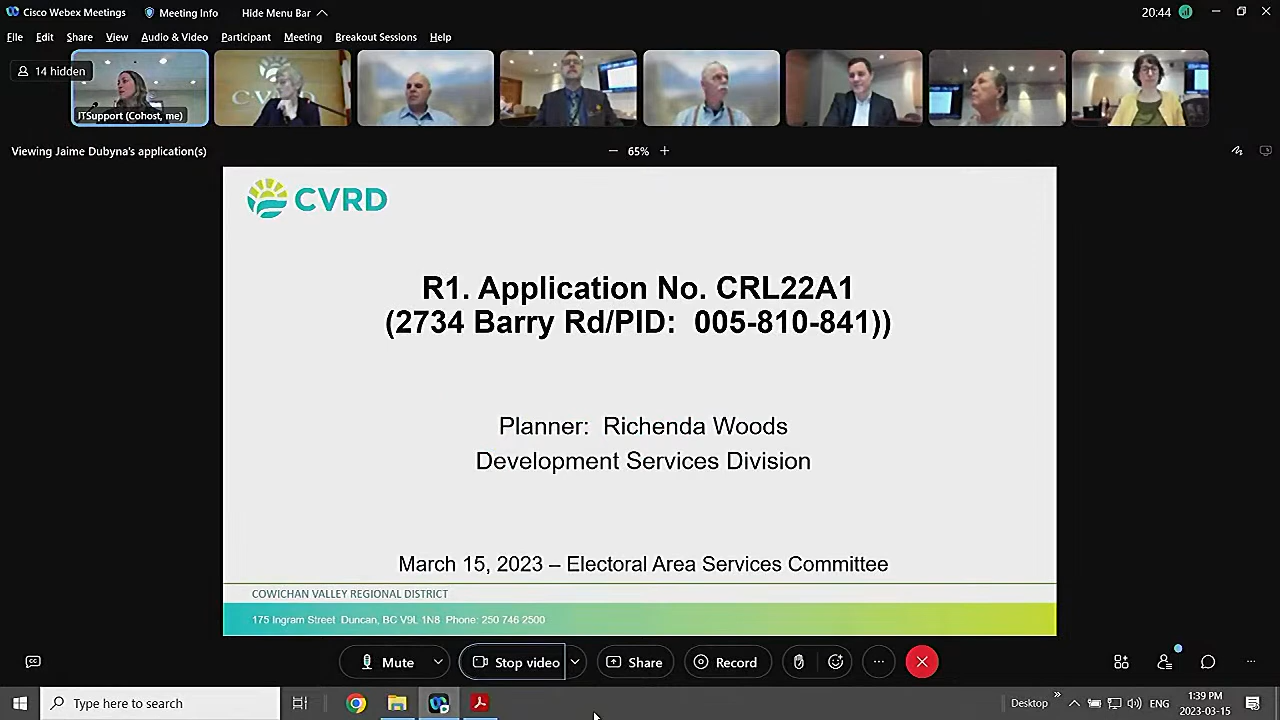 Cisco Webex Meetings
Meeting Info
Hide Menu Bar
20:44
File Edit Share View Audio & Video Participant Meeting Breakout Sessions Help
14 hidden
ITSupport (Cohost, me)
Viewing Jaime Dubyna's application(s)
65%
CVRD
R1. Application No. CRL22A1
(2734 Barry Rd/PID: 005-810-841))
Planner: Richenda Woods
Development Services Division
March 15, 2023 – Electoral Area Services Committee
COWICHAN VALLEY REGIONAL DISTRICT
175 Ingram Street Duncan, BC V9L 1N8 Phone: 250 746 2500
Mute
Stop video
Share
Record
Type here to search
Desktop
ENG
1:39 PM
2023-03-15